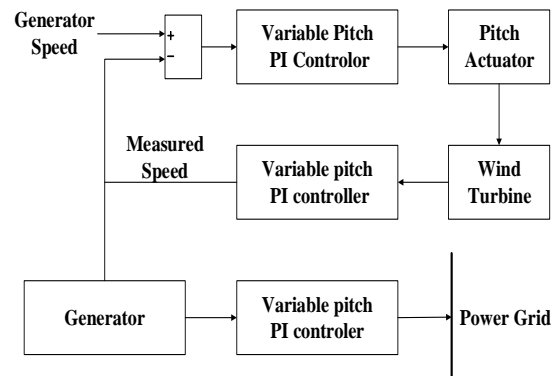 Generator
Speed
+
−
Variable Pitch
PI Controlor
Pitch
Actuator
Measured
Speed
Variable pitch
PI controller
Wind
Turbine
Generator
Variable pitch
PI controler
Power Grid